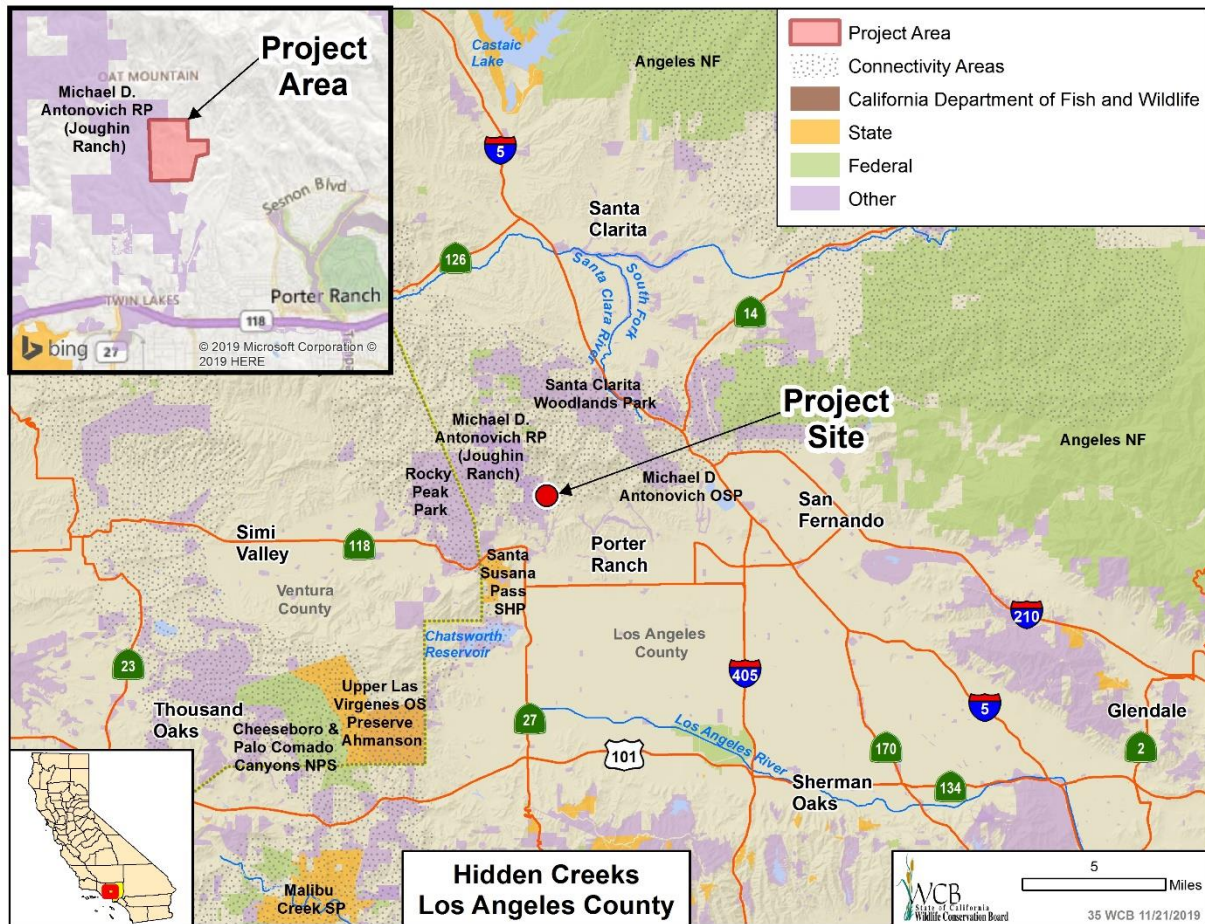 Project
Area
OAT MOUNTAIN
Michael D.
Antonovich RP
(Joughin
Ranch)
Sesnon Blvd
TWIN LAKES
Porter Ranch
118
bing
27
© 2019 Microsoft Corporation ©
2019 HERE
Project Area
Connectivity Areas
California Department of Fish and Wildlife
State
Federal
Other
Castaic
Lake
Angeles NF
5
Santa
Clarita
126
Santa Clara River
South Fork
14
Santa Clarita
Woodlands Park
Project
Site
Michael D.
Antonovich RP
(Joughin
Ranch)
Angeles NF
Rocky
Peak
Park
Michael D
Antonovich OSP
San
Fernando
Simi
Valley
118
Porter
Ranch
Santa
Susana
Pass
SHP
Ventura
County
Chatsworth
Reservoir
Los Angeles
County
210
23
405
Upper Las
Virgenes OS
Preserve
Ahmanson
Thousand
Oaks
Cheeseboro &
Palo Comado
Canyons NPS
27
5
Glendale
Los Angeles River
101
170
2
Sherman
Oaks
134
Malibu
Creek SP
Hidden Creeks
Los Angeles County
WCB
State of California
Wildlife Conservation Board
5
Miles
35 WCB 11/21/2019